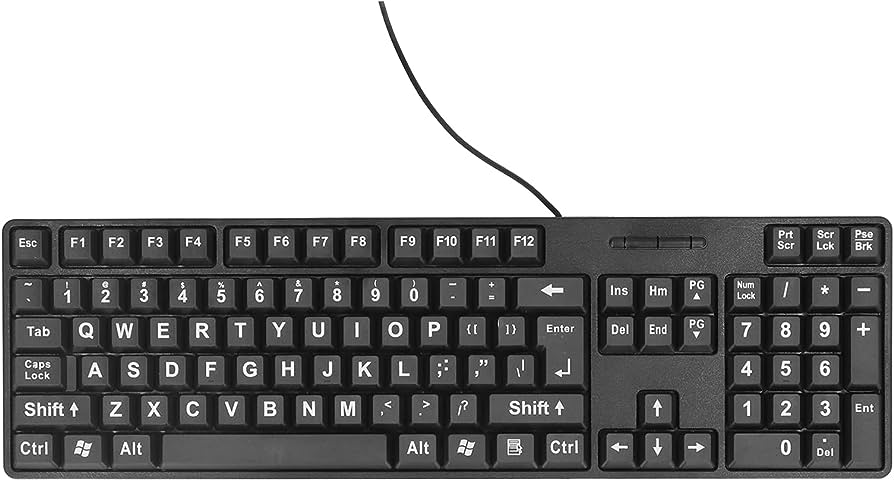 Esc F1 F2 F3 F4 F5 F6 F7 F8 F9 F10 F11 F12 Prt Scr Scr Lck Pse Brk
~ ` ! 1 @ 2 # 3 $ 4 % 5 ^ 6 & 7 * 8 ( 9 ) 0 - + = ← Ins Hm PG ▲ Num Lock / * −
Tab Q W E R T Y U I O P {[ ]} Enter ↵ Del End PG ▼ 7 8 9 +
Caps Lock A S D F G H J K L ;: ," \| 4 5 6
Shift ↑ Z X C V B N M ,< .> /? Shift ↑ ↑ 1 2 3 Ent
Ctrl Alt Alt Ctrl ← ↓ → 0 . Del